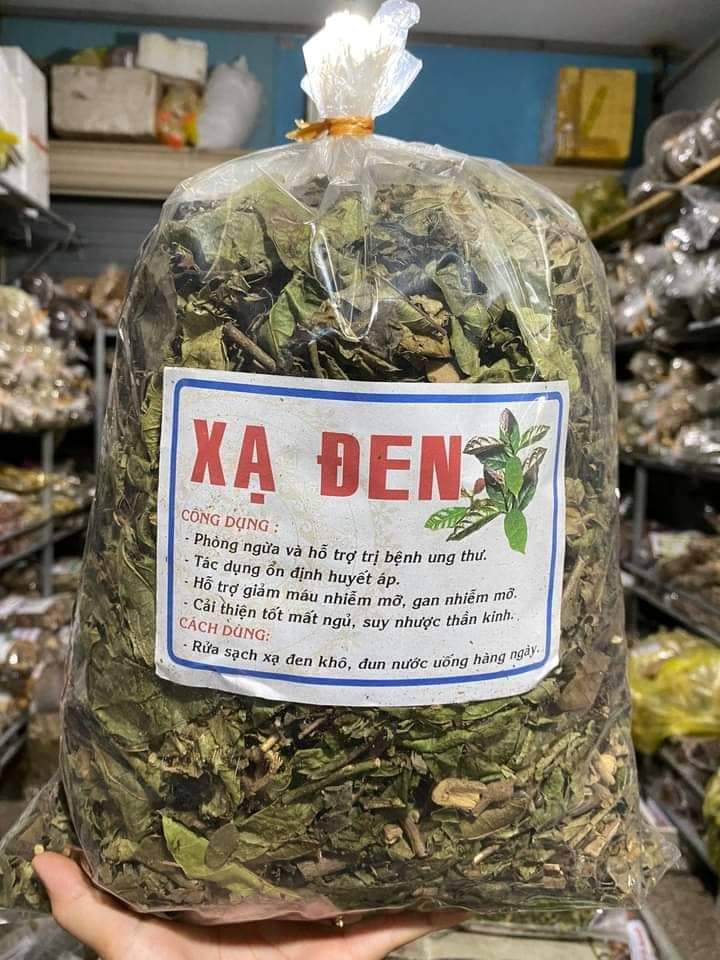 XẠ ĐEN
CÔNG DỤNG :
- Phòng ngừa và hỗ trợ trị bệnh ung thư.
- Tác dụng ổn định huyết áp.
- Hỗ trợ giảm máu nhiễm mỡ, gan nhiễm mỡ.
- Cải thiện tốt mất ngủ, suy nhược thần kinh.
CÁCH DÙNG:
- Rửa sạch xạ đen khô, đun nước uống hàng ngày.